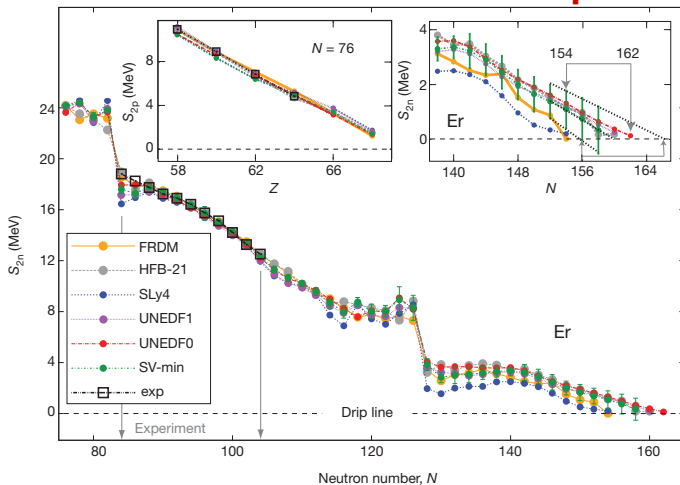 S2p (MeV)
10
5
0
N = 76
58
62
66
Z
S2n (MeV)
4
2
0
154
162
Er
140
148
156
164
N
S2n (MeV)
24
20
16
12
8
4
0
FRDM
HFB-21
SLy4
UNEDF1
UNEDF0
SV-min
exp
Er
Drip line
Experiment
80
100
120
140
160
Neutron number, N